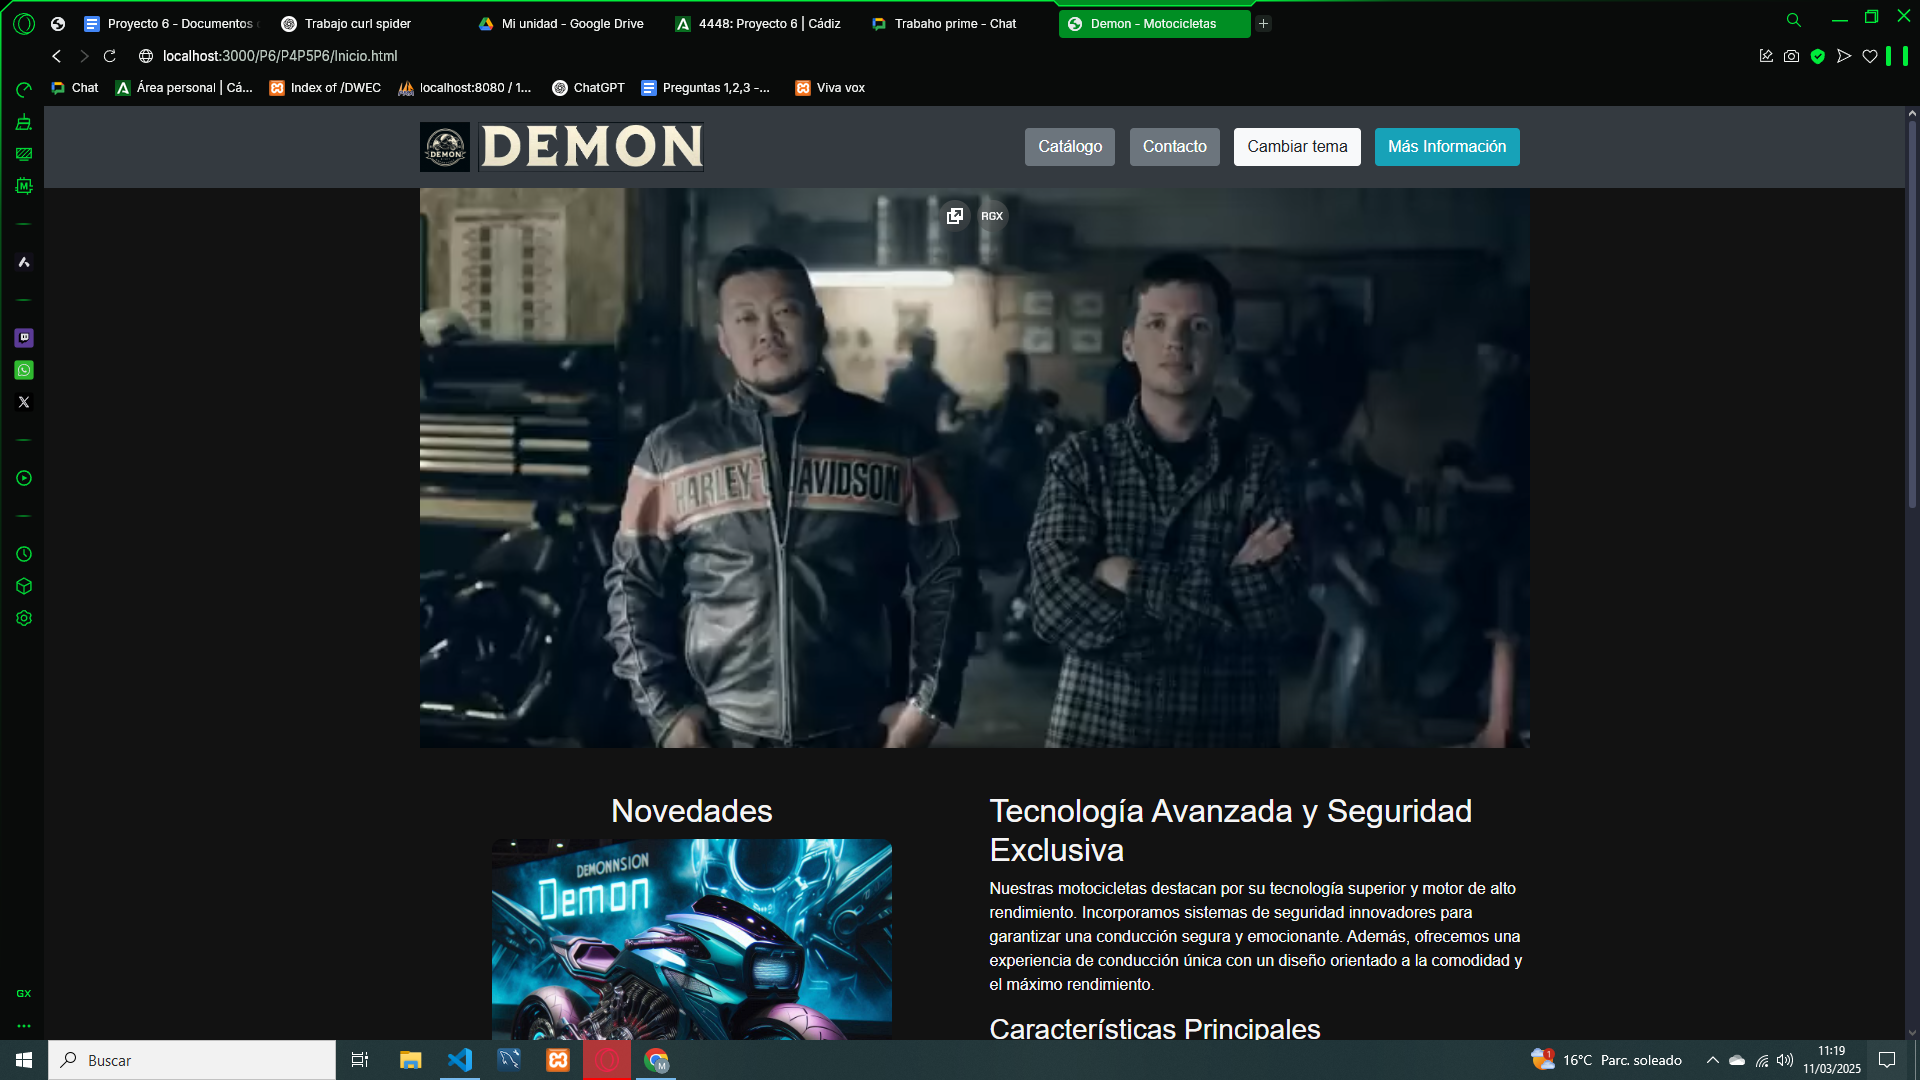 Proyecto 6 - Documentos
Trabajo curl spider
Mi unidad - Google Drive
4448: Proyecto 6 | Cádiz
Trabaho prime - Chat
Demon - Motocicletas
localhost:3000/P6/P4P5P6/Inicio.html
Chat
Área personal | Cá...
Index of /DWEC
localhost:8080 / 1...
ChatGPT
Preguntas 1,2,3 -...
Viva vox
DEMON
DEMON
Catálogo
Contacto
Cambiar tema
Más Información
RGX
HARLEY-DAVIDSON
Novedades
DEMONNSION
Demon
Tecnología Avanzada y Seguridad
Exclusiva
Nuestras motocicletas destacan por su tecnología superior y motor de alto
rendimiento. Incorporamos sistemas de seguridad innovadores para
garantizar una conducción segura y emocionante. Además, ofrecemos una
experiencia de conducción única con un diseño orientado a la comodidad y
el máximo rendimiento.
Características Principales
GX
Buscar
M
1
16°C Parc. soleado
11:19
11/03/2025